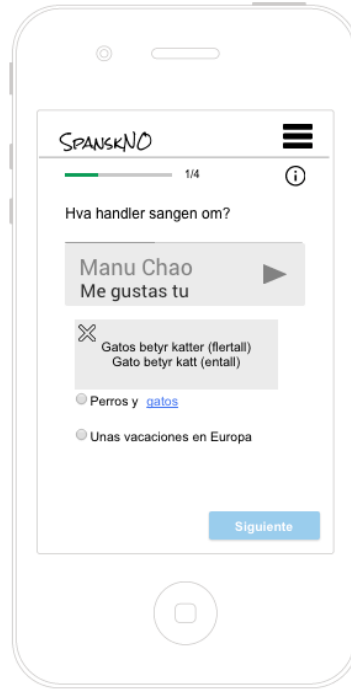 SpanskNO
1/4
Hva handler sangen om?
Manu Chao
Me gustas tu
Gatos betyr katter (flertall)
Gato betyr katt (entall)
Perros y gatos
Unas vacaciones en Europa
Siguiente